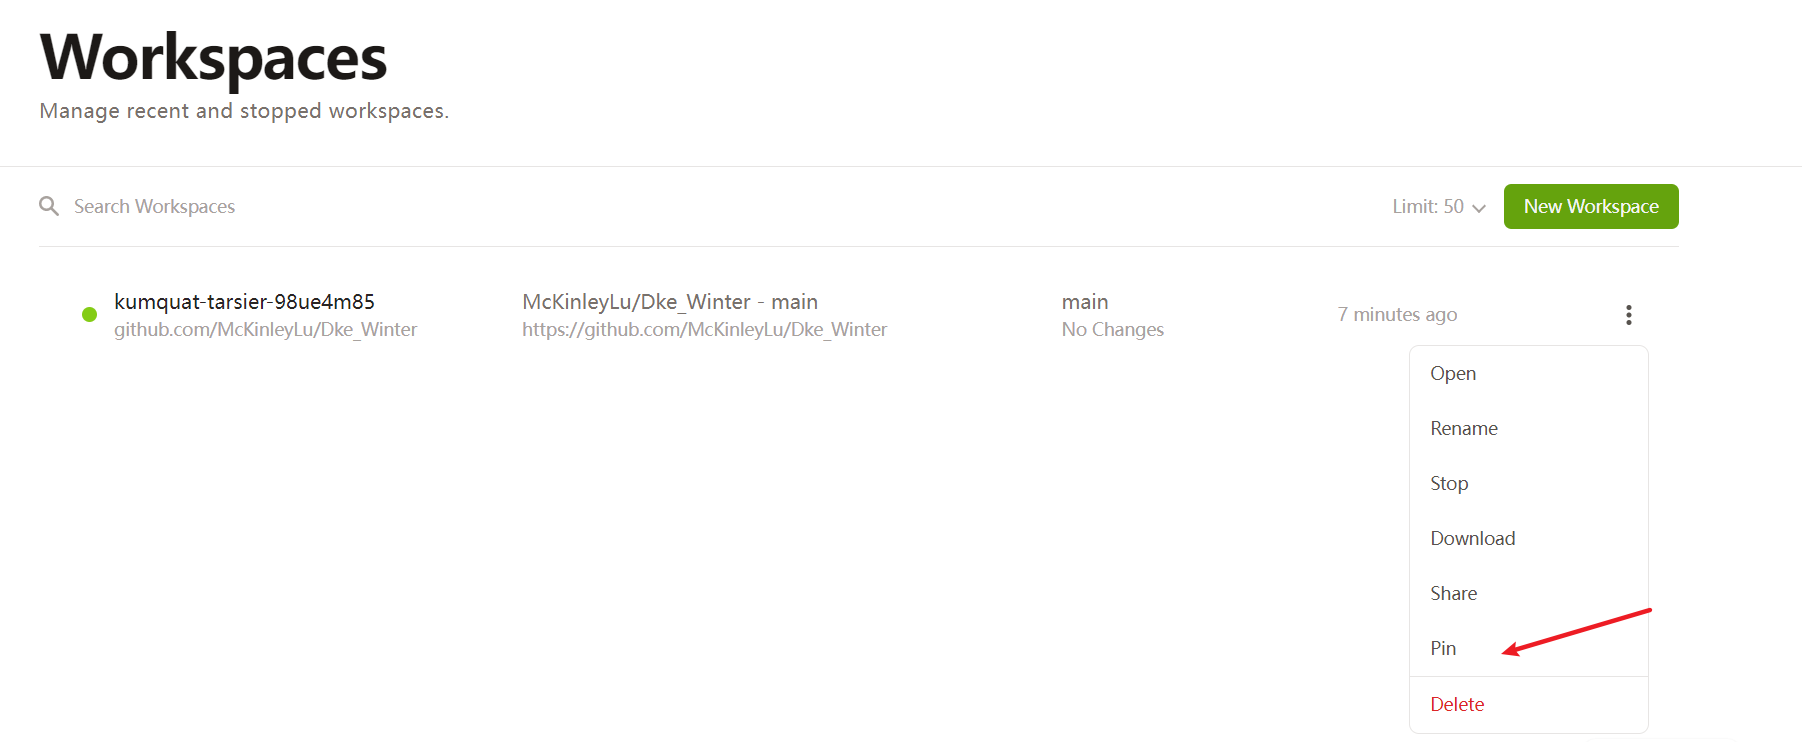 Workspaces
Manage recent and stopped workspaces.
Search Workspaces
Limit: 50
New Workspace
kumquat-tarsier-98ue4m85
github.com/McKinleyLu/Dke_Winter
McKinleyLu/Dke_Winter - main
https://github.com/McKinleyLu/Dke_Winter
main
No Changes
7 minutes ago
Open
Rename
Stop
Download
Share
Pin
Delete